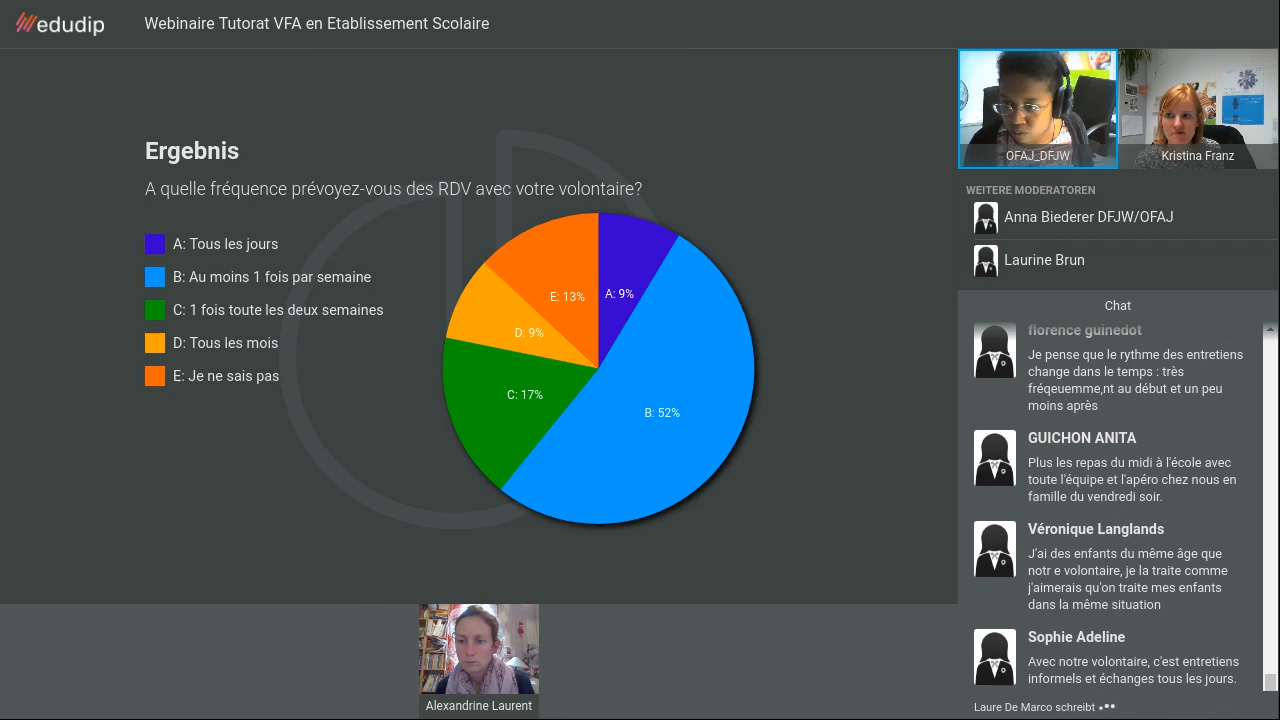 edudip
Webinaire Tutorat VFA en Etablissement Scolaire
Ergebnis
A quelle fréquence prévoyez-vous des RDV avec votre volontaire?
A: Tous les jours
B: Au moins 1 fois par semaine
C: 1 fois toute les deux semaines
D: Tous les mois
E: Je ne sais pas
E: 13%
A: 9%
D: 9%
C: 17%
B: 52%
Alexandrine Laurent
OFAJ_DFJW
Kristina Franz
WEITERE MODERATOREN
Anna Biederer DFJW/OFAJ
Laurine Brun
Chat
florence guinedot
Je pense que le rythme des entretiens
change dans le temps : très
fréqeuemme,nt au début et un peu
moins après
GUICHON ANITA
Plus les repas du midi à l'école avec
toute l'équipe et l'apéro chez nous en
famille du vendredi soir.
Véronique Langlands
J'ai des enfants du même âge que
notr e volontaire, je la traite comme
j'aimerais qu'on traite mes enfants
dans la même situation
Sophie Adeline
Avec notre volontaire, c'est entretiens
informels et échanges tous les jours.
Laure De Marco schreibt